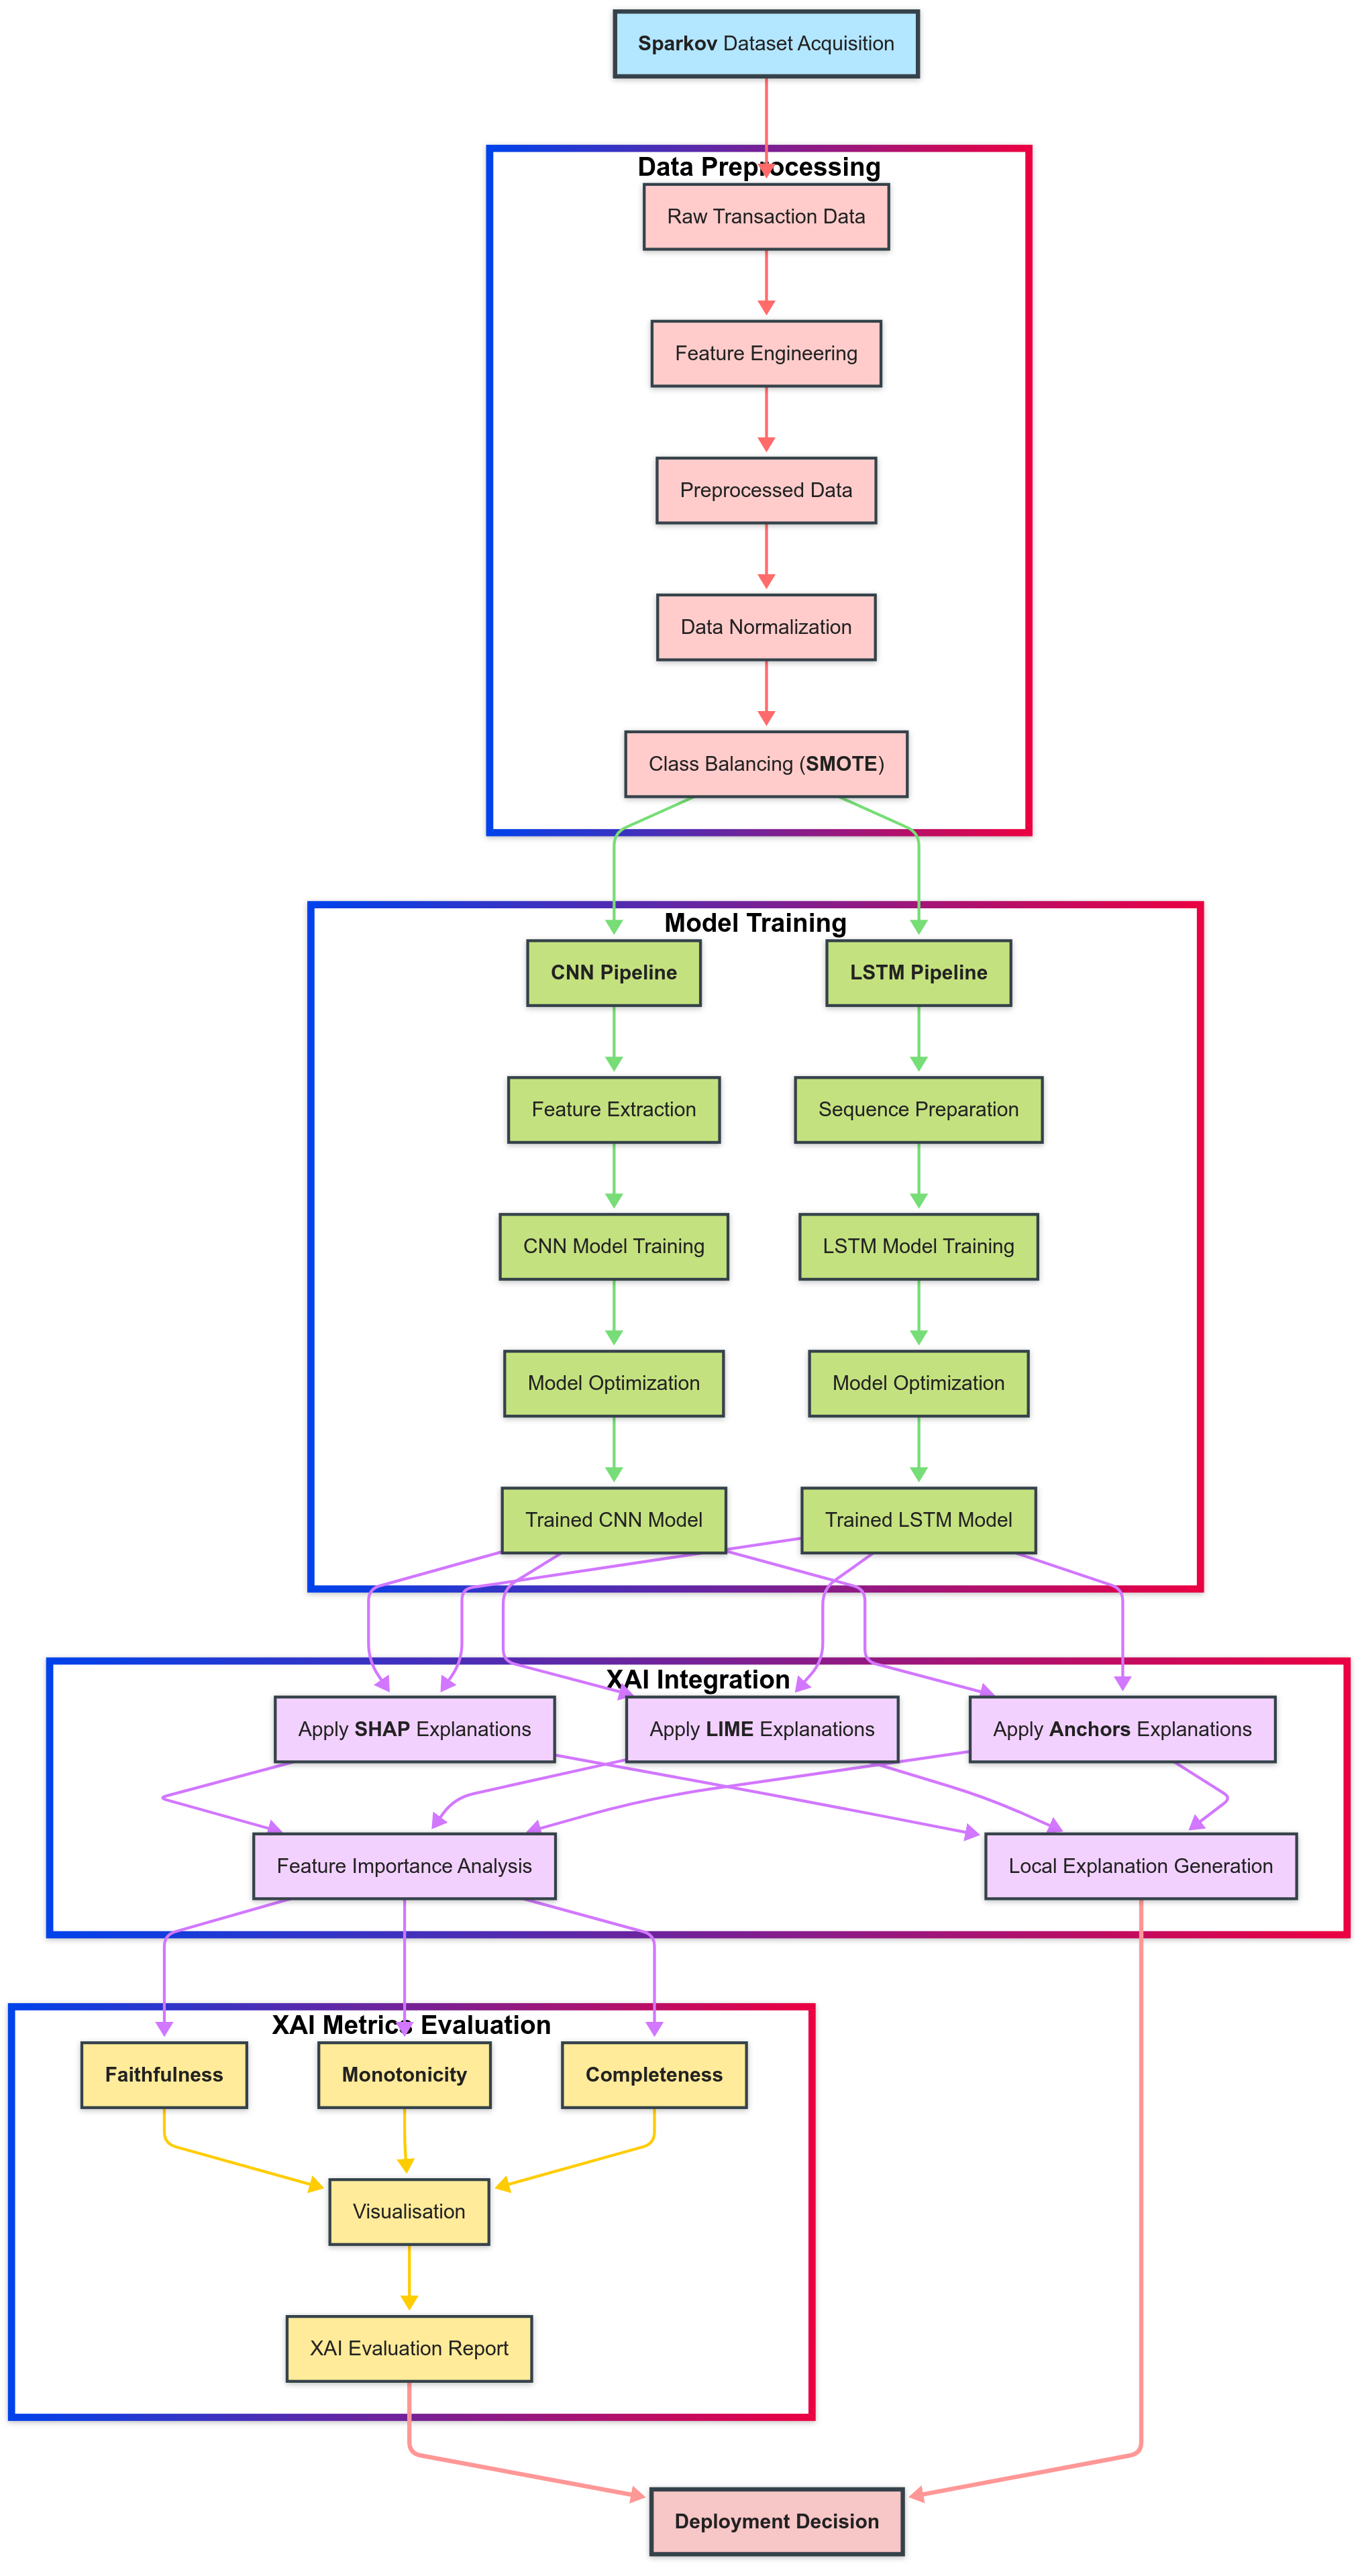 Sparkov Dataset Acquisition
Data Preprocessing
Raw Transaction Data
Feature Engineering
Preprocessed Data
Data Normalization
Class Balancing (SMOTE)
Model Training
CNN Pipeline
LSTM Pipeline
Feature Extraction
Sequence Preparation
CNN Model Training
LSTM Model Training
Model Optimization
Model Optimization
Trained CNN Model
Trained LSTM Model
XAI Integration
Apply SHAP Explanations
Apply LIME Explanations
Apply Anchors Explanations
Feature Importance Analysis
Local Explanation Generation
XAI Metrics Evaluation
Faithfulness
Monotonicity
Completeness
Visualisation
XAI Evaluation Report
Deployment Decision